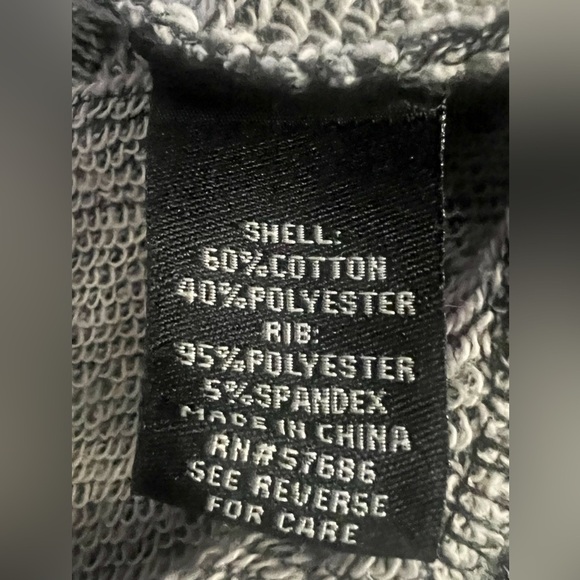 SHELL:
60%COTTON
40%POLYESTER
RIB:
95%POLYESTER
5%SPANDEX
MADE IN CHINA
RN#57686
SEE REVERSE
FOR CARE